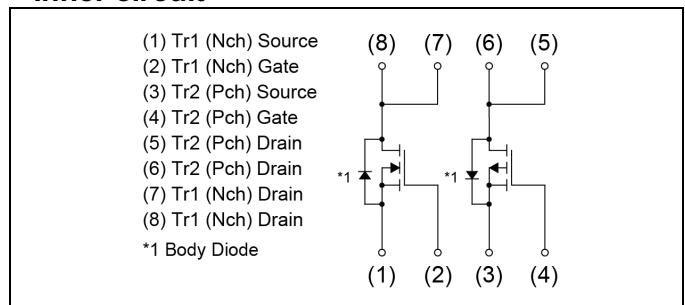 (1) Tr1 (Nch) Source
(2) Tr1 (Nch) Gate
(3) Tr2 (Pch) Source
(4) Tr2 (Pch) Gate
(5) Tr2 (Pch) Drain
(6) Tr2 (Pch) Drain
(7) Tr1 (Nch) Drain
(8) Tr1 (Nch) Drain
*1 Body Diode
(8) (7) (6) (5)
*1 *1
(1) (2) (3) (4)